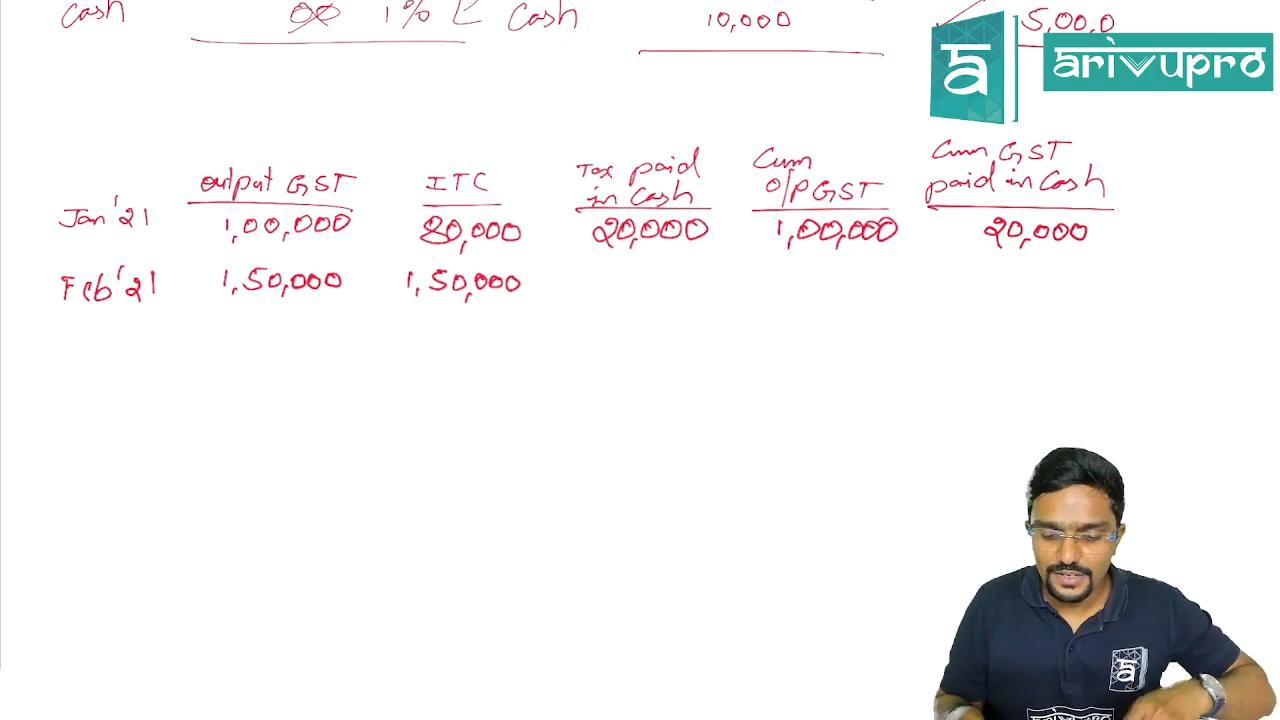 cash 1% cash 10,000 5,00,0
a arivupro
output GST ITC Tax paid in cash Cum O/P GST Cum GST paid in cash
Jan '21 1,00,000 80,000 20,000 1,00,000 20,000
Feb '21 1,50,000 1,50,000
a